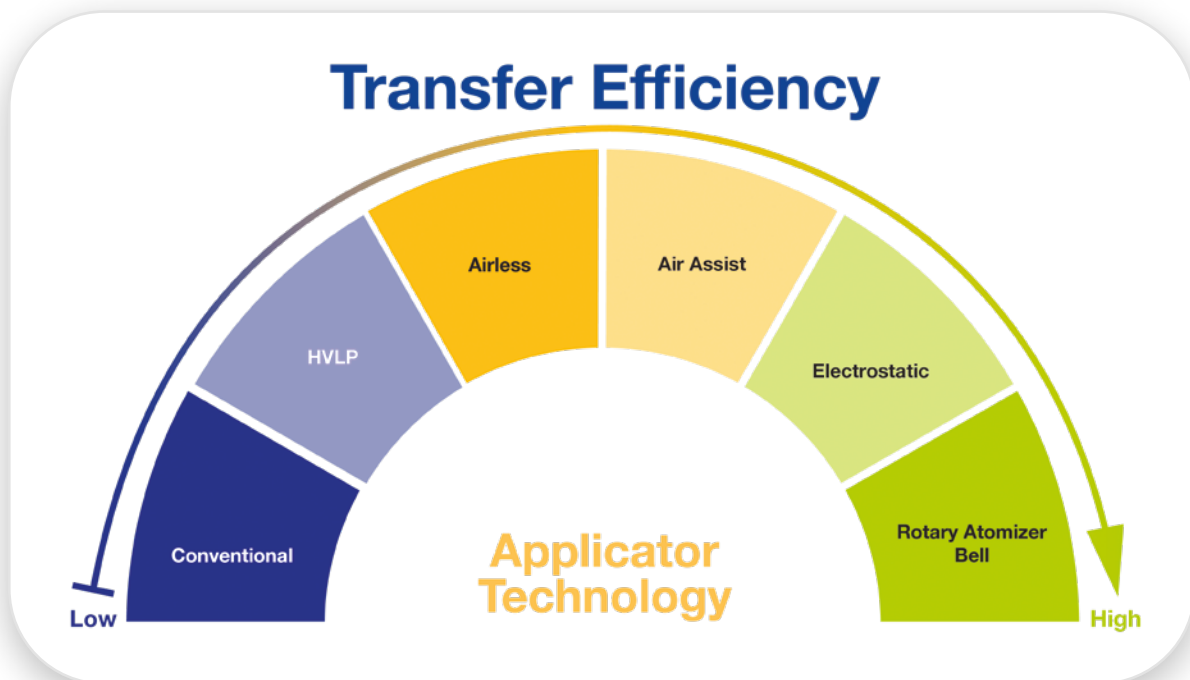 Transfer Efficiency
Airless
Air Assist
HVLP
Electrostatic
Conventional
Rotary Atomizer
Bell
Applicator
Technology
Low
High